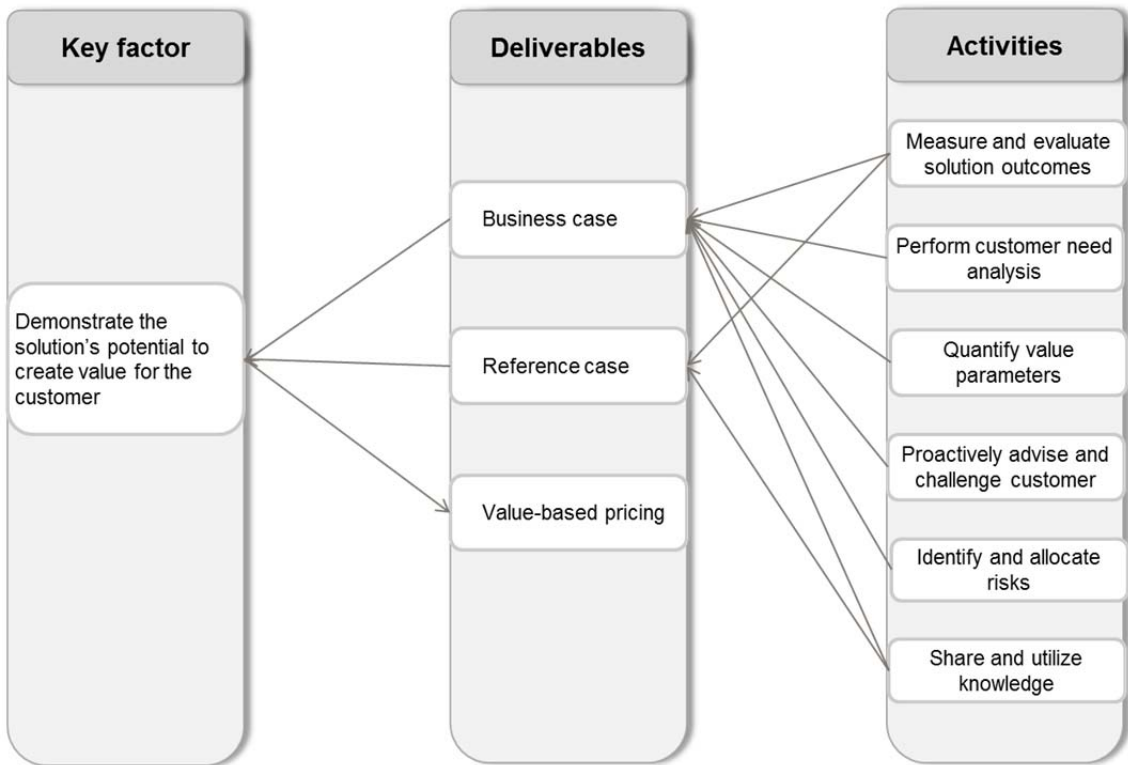 Key factor
Deliverables
Activities
Demonstrate the
solution's potential to
create value for the
customer
Business case
Reference case
Value-based pricing
Measure and evaluate
solution outcomes
Perform customer need
analysis
Quantify value
parameters
Proactively advise and
challenge customer
Identify and allocate
risks
Share and utilize
knowledge